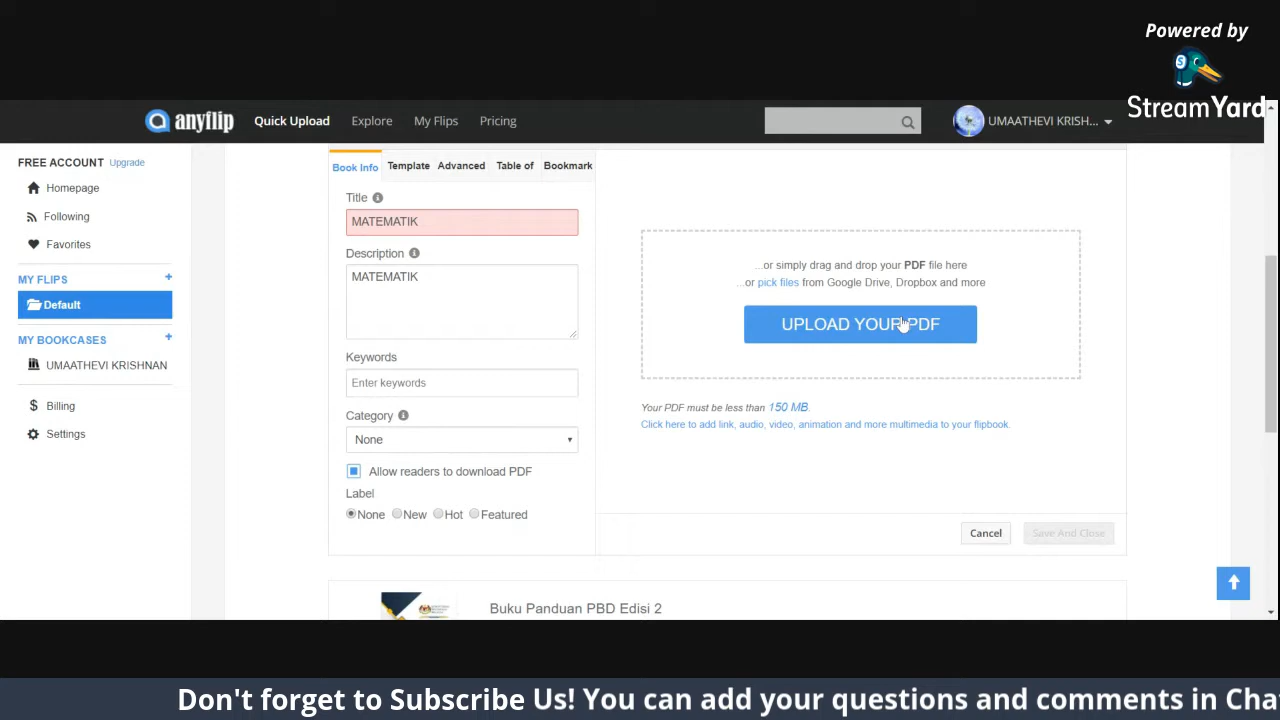 Powered by
StreamYard
anyflip Quick Upload Explore My Flips Pricing UMAATHEVI KRISH...
FREE ACCOUNT Upgrade
Homepage
Following
Favorites
MY FLIPS +
Default
MY BOOKCASES +
UMAATHEVI KRISHNAN
$ Billing
Settings
Book Info Template Advanced Table of Bookmark
Title
MATEMATIK
Description
MATEMATIK
Keywords
Enter keywords
Category
None
Allow readers to download PDF
Label
None New Hot Featured
...or simply drag and drop your PDF file here
...or pick files from Google Drive, Dropbox and more
UPLOAD YOUR PDF
Your PDF must be less than 150 MB.
Click here to add link, audio, video, animation and more multimedia to your flipbook.
Cancel Save And Close
Buku Panduan PBD Edisi 2
Don't forget to Subscribe Us! You can add your questions and comments in Cha